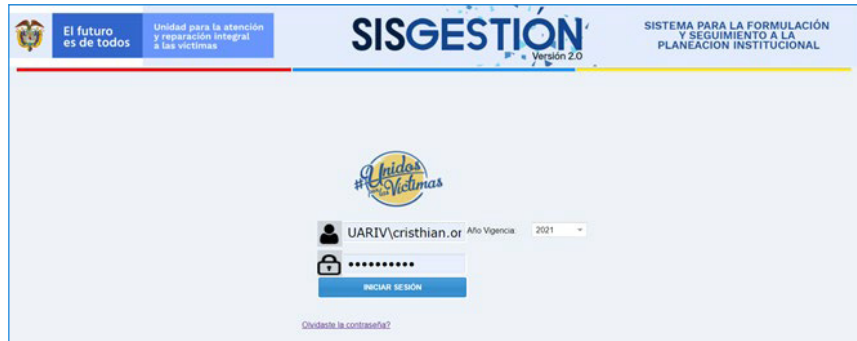 El futuro
es de todos
Unidad para la atención
y reparación integral
a las víctimas
SISGESTIÓN
Versión 2.0
SISTEMA PARA LA FORMULACIÓN
Y SEGUIMIENTO A LA
PLANEACION INSTITUCIONAL
#Unidos
por las Víctimas
UARIV\cristhian.or
Año Vigencia:
2021
••••••••••
INICIAR SESIÓN
Olvidaste la contraseña?